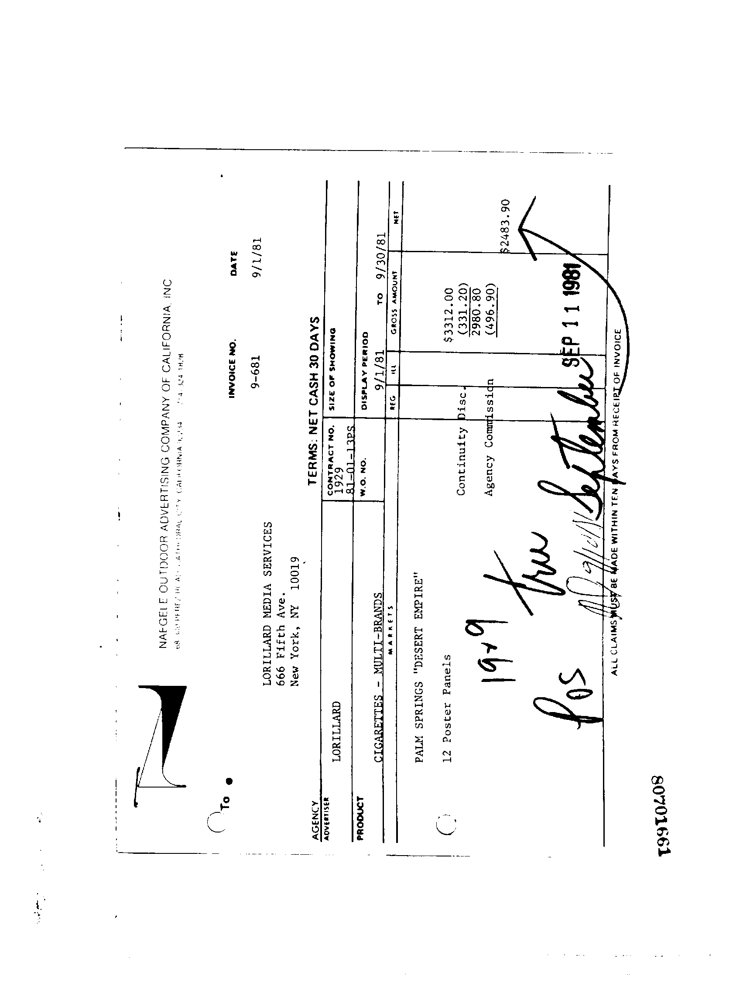 NAEGELE OUTDOOR ADVERTISING COMPANY OF CALIFORNIA, INC
INVOICE NO. DATE
9-681 9/1/81
To
LORILLARD MEDIA SERVICES
666 Fifth Ave.
New York, NY 10019
TERMS: NET CASH 30 DAYS
AGENCY
ADVERTISER CONTRACT NO. SIZE OF SHOWING
LORILLARD 1929
81-01-13PS
PRODUCT W.O. NO. DISPLAY PERIOD
CIGARETTES - MULTI-BRANDS 9/1/81 TO 9/30/81
MARKETS REG ILL GROSS AMOUNT NET
PALM SPRINGS "DESERT EMPIRE"
12 Poster Panels $3312.00
Continuity Disc. (331.20)
2980.80
Agency Commission (496.90)
$2483.90
1929
Pos true September
SEP 11 1981
ALL CLAIMS MUST BE MADE WITHIN TEN DAYS FROM RECEIPT OF INVOICE
80701661